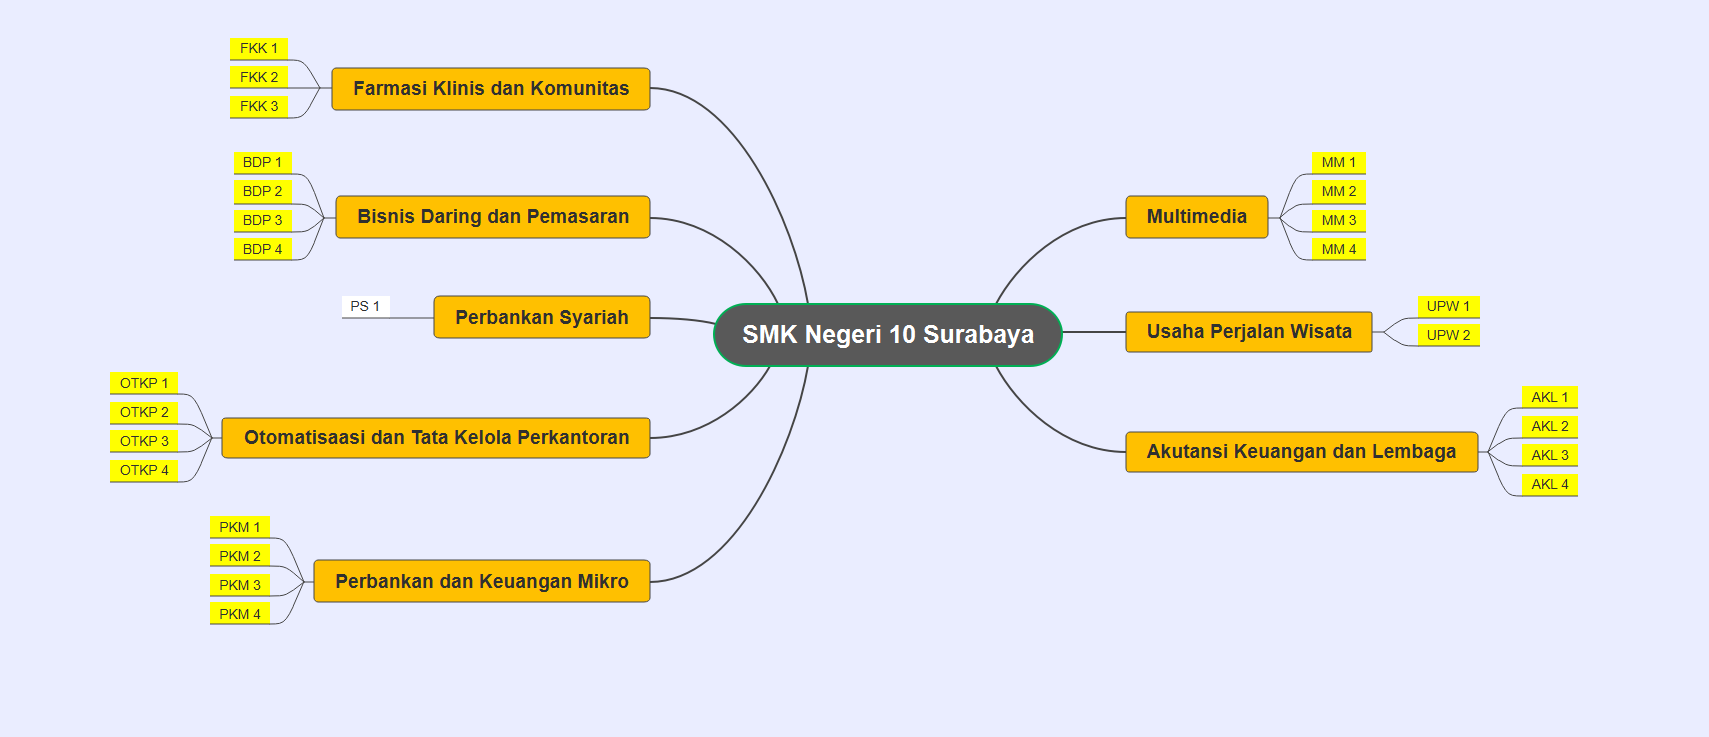 FKK 1
FKK 2
FKK 3
Farmasi Klinis dan Komunitas
BDP 1
BDP 2
BDP 3
BDP 4
Bisnis Daring dan Pemasaran
PS 1
Perbankan Syariah
OTKP 1
OTKP 2
OTKP 3
OTKP 4
Otomatisaasi dan Tata Kelola Perkantoran
PKM 1
PKM 2
PKM 3
PKM 4
Perbankan dan Keuangan Mikro
SMK Negeri 10 Surabaya
Multimedia
MM 1
MM 2
MM 3
MM 4
Usaha Perjalan Wisata
UPW 1
UPW 2
Akutansi Keuangan dan Lembaga
AKL 1
AKL 2
AKL 3
AKL 4